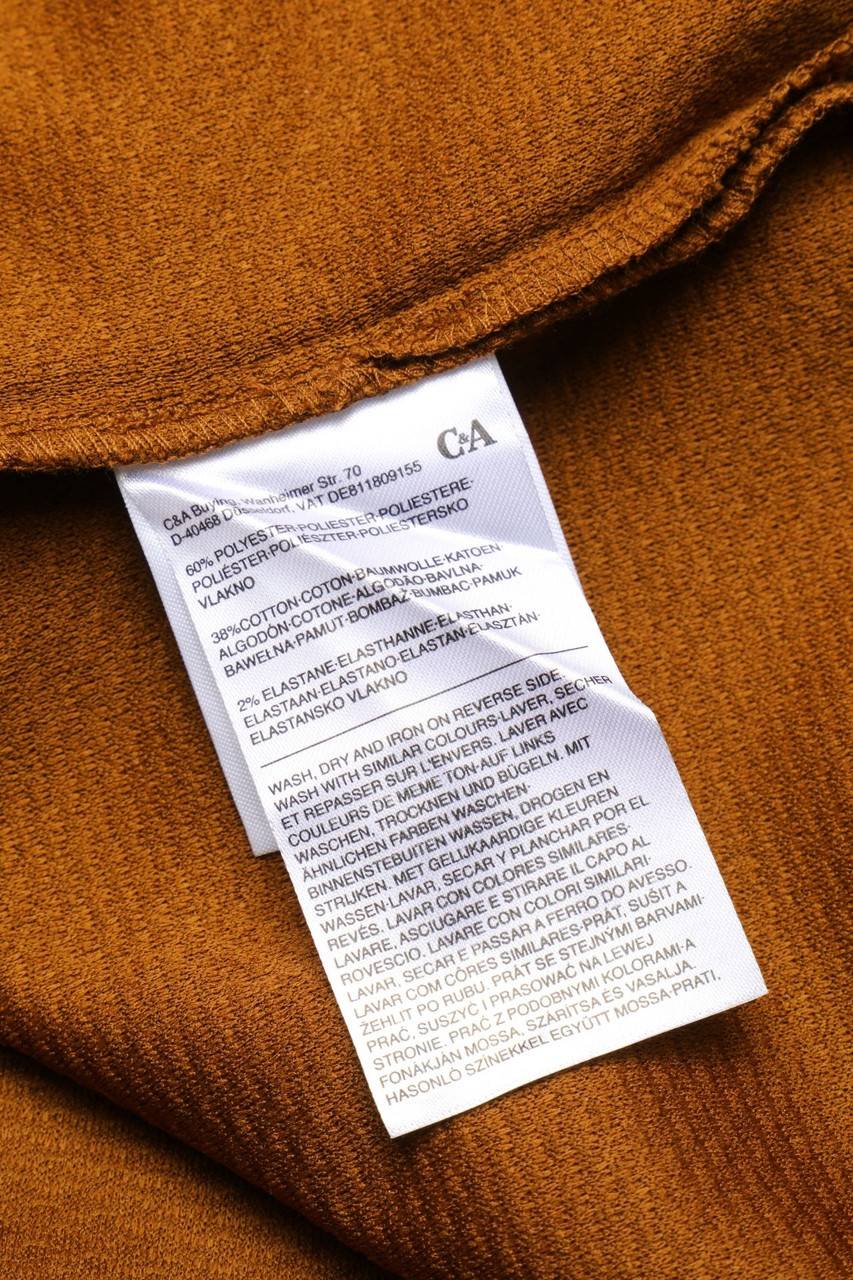 C&A
C&A Buying, Wanheimer Str. 70
D-40468 Düsseldorf, VAT DE811809155
60% POLYESTER·POLIESTER·POLIESTERE·
POLIÉSTER·POLIÉSZTER·POLIESTERSKO
VLAKNO
38%COTTON·COTON·BAUMWOLLE·KATOEN
ALGODÓN·COTONE·ALGODÃO·BAVLNA·
BAWEŁNA·PAMUT·BOMBAŽ·BUMBAC·PAMUK
2% ELASTANE·ELASTHANNE·ELASTHAN·
ELASTAAN·ELASTANO·ELASTAN·ELASZTÁN·
ELASTANSKO VLAKNO
WASH, DRY AND IRON ON REVERSE SIDE.
WASH WITH SIMILAR COLOURS·LAVER, SECHER
ET REPASSER SUR L'ENVERS. LAVER AVEC
COULEURS DE MEME TON·AUF LINKS
WASCHEN, TROCKNEN UND BÜGELN. MIT
ÄHNLICHEN FARBEN WASCHEN·
BINNENSTEBUITEN WASSEN, DROGEN EN
STRIJKEN. MET GELIJKAARDIGE KLEUREN
WASSEN·LAVAR, SECAR Y PLANCHAR POR EL
REVÉS. LAVAR CON COLORES SIMILARES·
LAVARE, ASCIUGARE E STIRARE IL CAPO AL
ROVESCIO. LAVARE CON COLORI SIMILARI·
LAVAR, SECAR E PASSAR A FERRO DO AVESSO.
LAVAR COM CÔRES SIMILARES·PRÁT, SUŠIT A
ŽEHLIT PO RUBU. PRÁT SE STEJNÝMI BARVAMI·
PRAĆ, SUSZYĆ I PRASOWAĆ NA LEWEJ
STRONIE. PRAĆ Z PODOBNYMI KOLORAMI·A
FONÁKJÁN MOSSA, SZÁRITSA ÉS VASALJA.
HASONLÓ SZÍNEKKEL EGYÜTT MOSSA·PRATI,